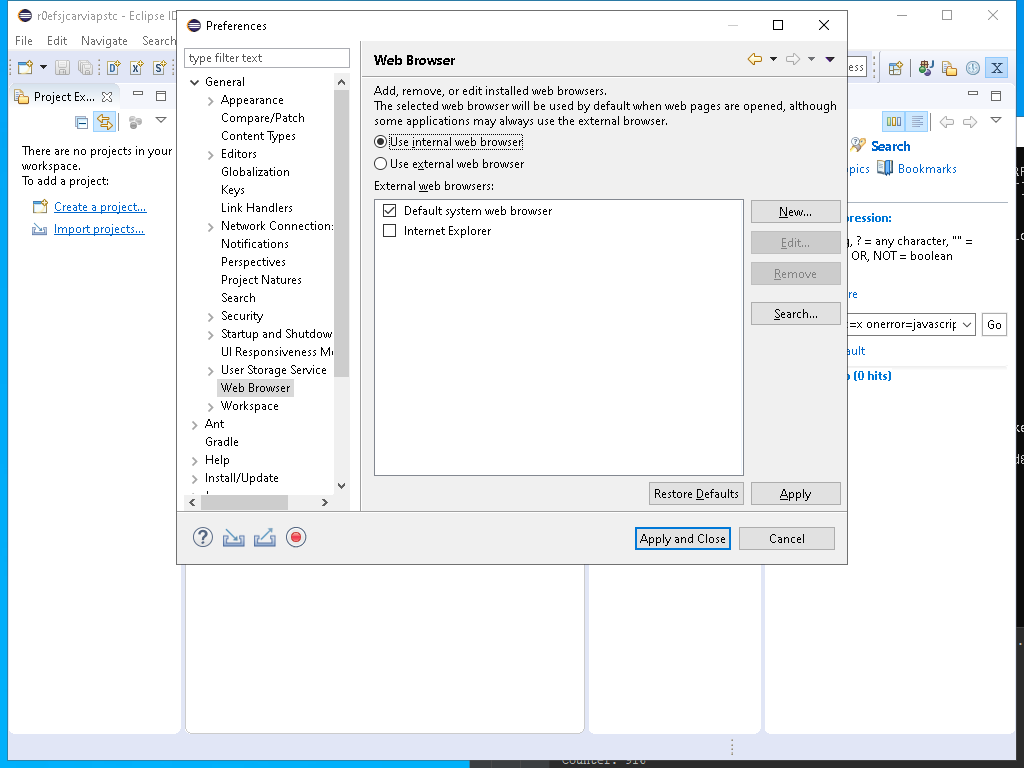 r0efsjcarviapstc - Eclipse ID
Preferences
File Edit Navigate Search
type filter text
Web Browser
ess
General
Project Ex...
Add, remove, or edit installed web browsers.
Appearance
The selected web browser will be used by default when web pages are opened, although
Compare/Patch
some applications may always use the external browser.
Content Types
Use internal web browser
Editors
Search
There are no projects in your
workspace.
Use external web browser
Globalization
pics Bookmarks
To add a project:
External web browsers:
Keys
Create a project...
Default system web browser
New...
Link Handlers
ression:
Import projects...
Internet Explorer
Network Connection:
Edit...
g, ? = any character, "" =
Notifications
OR, NOT = boolean
Perspectives
Remove
Project Natures
re
Search
Search...
Security
=x onerror=javascrip
Go
Startup and Shutdow
UI Responsiveness Mo
ault
User Storage Service
(0 hits)
Web Browser
Workspace
Ant
Gradle
Help
Install/Update
Restore Defaults
Apply
Apply and Close
Cancel
Counter: 910